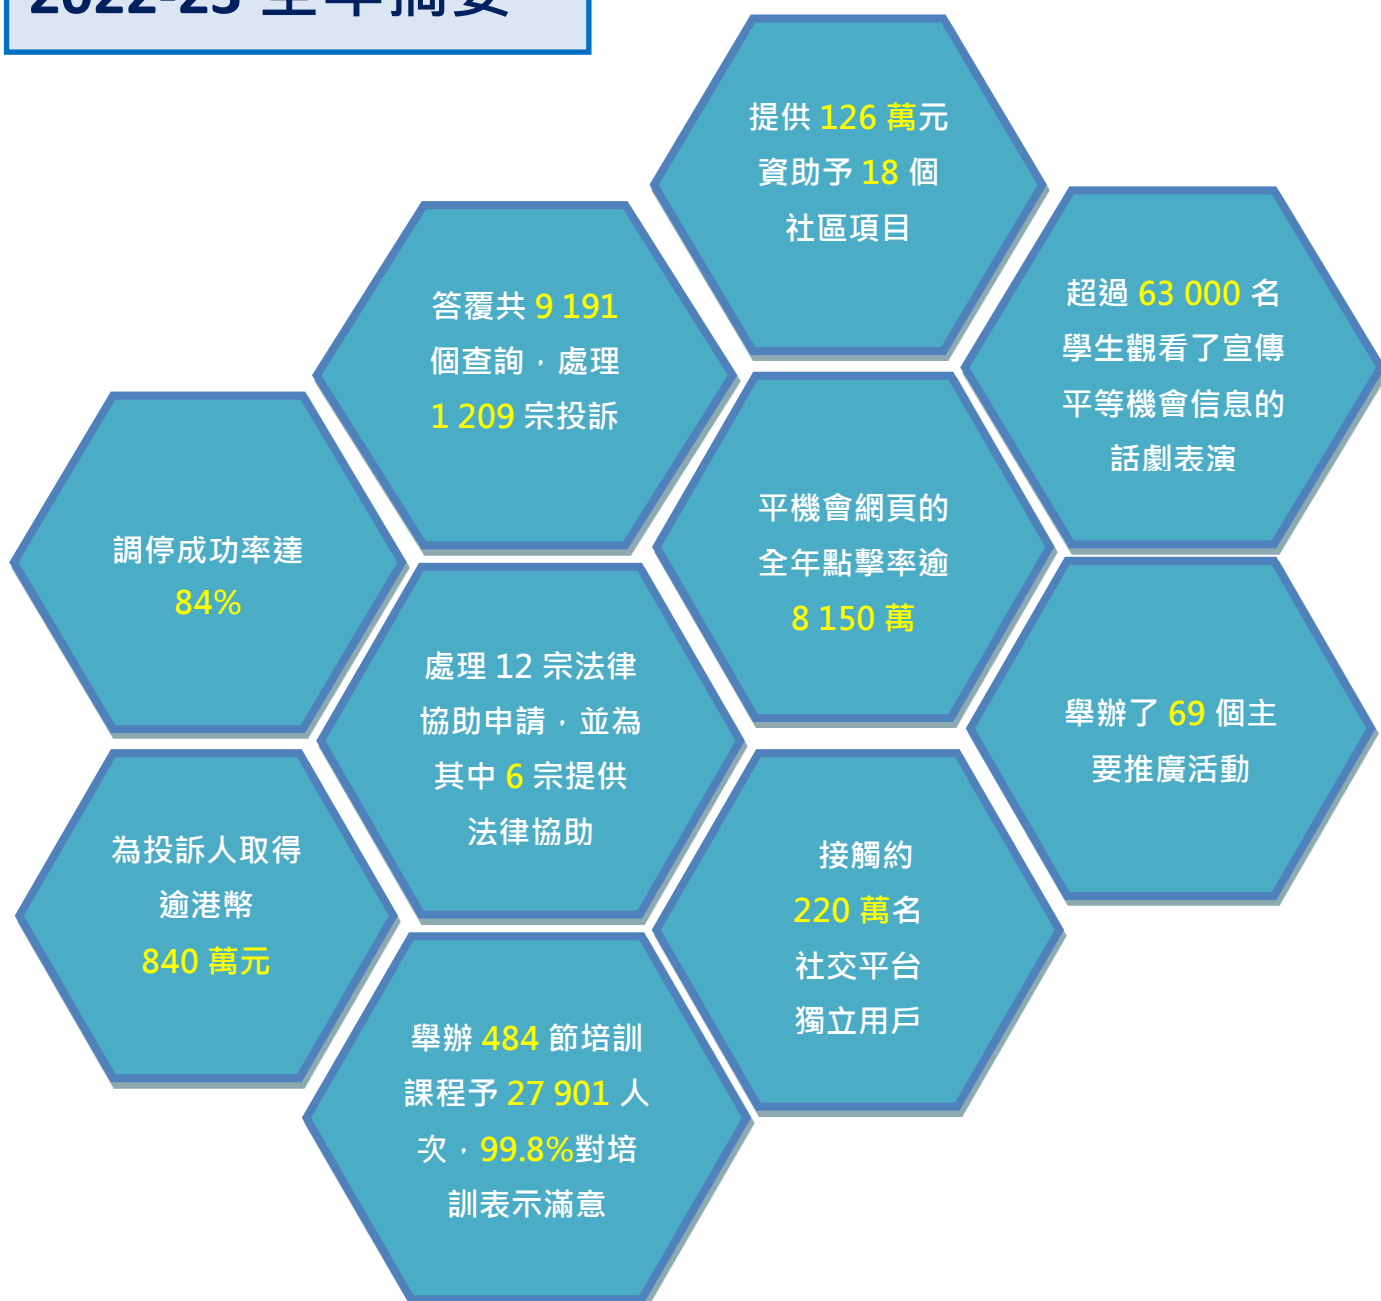 2022-23 全年摘要
提供 126 萬元
資助予 18 個
社區項目
答覆共 9 191
個查詢，處理
1 209 宗投訴
超過 63 000 名
學生觀看了宣傳
平等機會信息的
話劇表演
調停成功率達
84%
平機會網頁的
全年點擊率逾
8 150 萬
處理 12 宗法律
協助申請，並為
其中 6 宗提供
法律協助
舉辦了 69 個主
要推廣活動
為投訴人取得
逾港幣
840 萬元
接觸約
220 萬名
社交平台
獨立用戶
舉辦 484 節培訓
課程予 27 901 人
次，99.8%對培
訓表示滿意